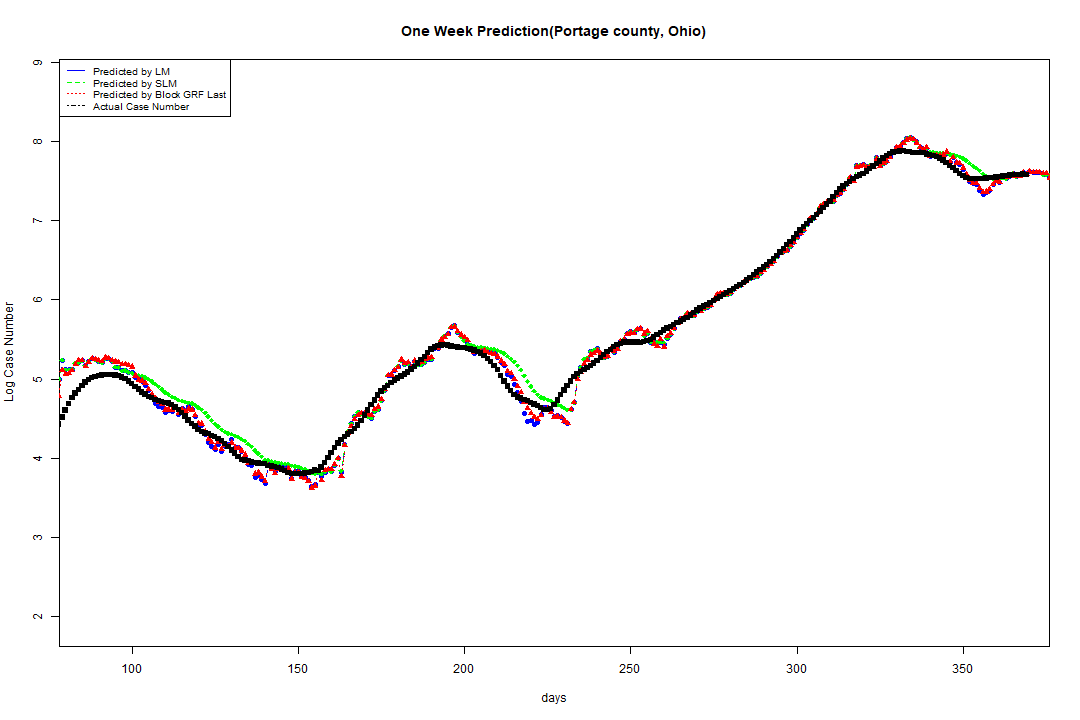 One Week Prediction(Portage county, Ohio)
Predicted by LM
Predicted by SLM
Predicted by Block GRF Last
Actual Case Number
9
8
7
6
5
4
3
2
Log Case Number
100 150 200 250 300 350
days